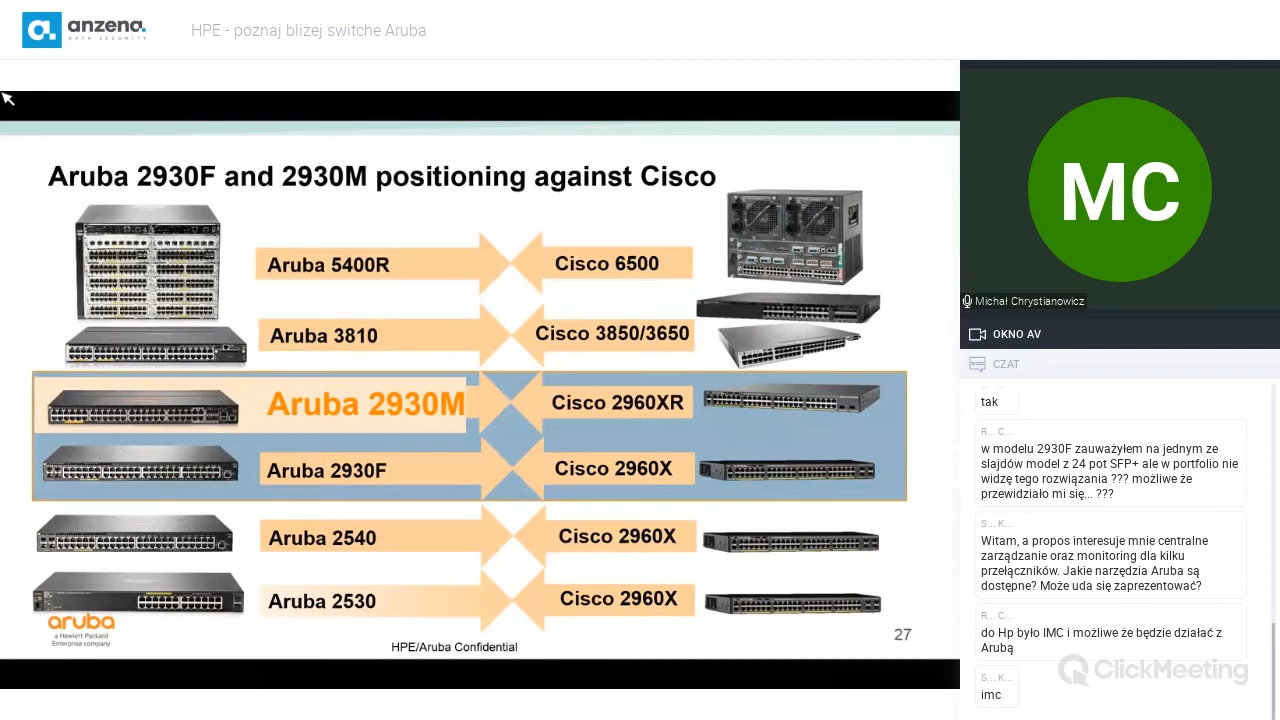 anzena.
DATA SECURITY
HPE - poznaj blizej switche Aruba
Aruba 2930F and 2930M positioning against Cisco
Aruba 5400R
Cisco 6500
Aruba 3810
Cisco 3850/3650
Aruba 2930M
Cisco 2960XR
Aruba 2930F
Cisco 2960X
Aruba 2540
Cisco 2960X
Aruba 2530
Cisco 2960X
aruba
a Hewlett Packard
Enterprise company
HPE/Aruba Confidential
27
MC
Michał Chrystianowicz
OKNO AV
CZAT
tak
R... C...
w modelu 2930F zauważyłem na jednym ze
slajdów model z 24 pot SFP+ ale w portfolio nie
widzę tego rozwiązania ??? możliwe że
przewidziało mi się... ???
S... K...
Witam, a propos interesuje mnie centralne
zarządzanie oraz monitoring dla kilku
przełączników. Jakie narzędzia Aruba są
dostępne? Może uda się zaprezentować?
R... C...
do Hp było IMC i możliwe że będzie działać z
Arubą
S... K...
imc
ClickMeeting